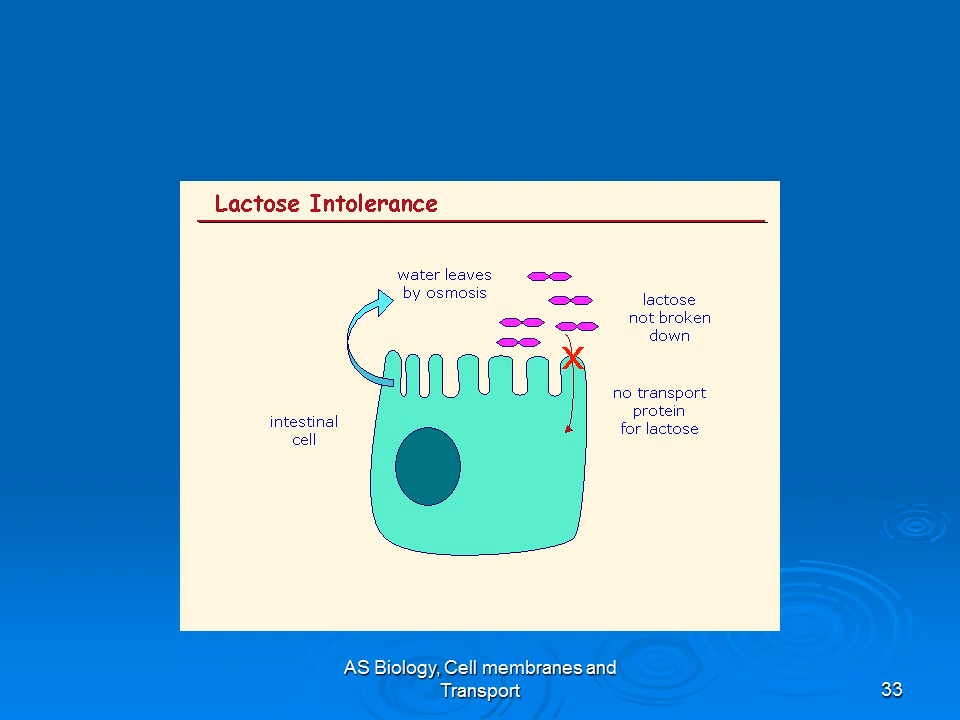 Lactose Intolerance
water leaves
by osmosis
lactose
not broken
down
X
no transport
protein
for lactose
intestinal
cell
AS Biology, Cell membranes and
Transport
33